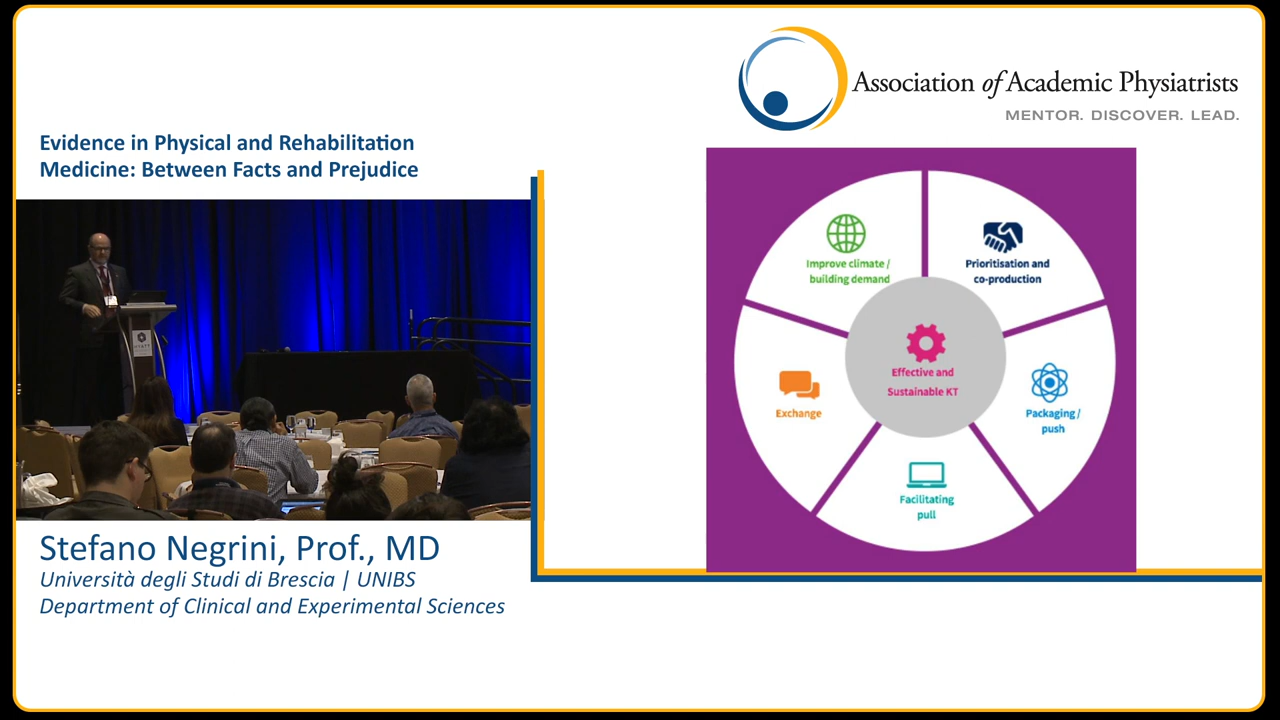 Association of Academic Physiatrists
MENTOR. DISCOVER. LEAD.
Evidence in Physical and Rehabilitation
Medicine: Between Facts and Prejudice
Improve climate /
building demand
Prioritisation and
co-production
Effective and
Sustainable KT
Exchange
Packaging /
push
Facilitating
pull
HYATT
Stefano Negrini, Prof., MD
Università degli Studi di Brescia | UNIBS
Department of Clinical and Experimental Sciences